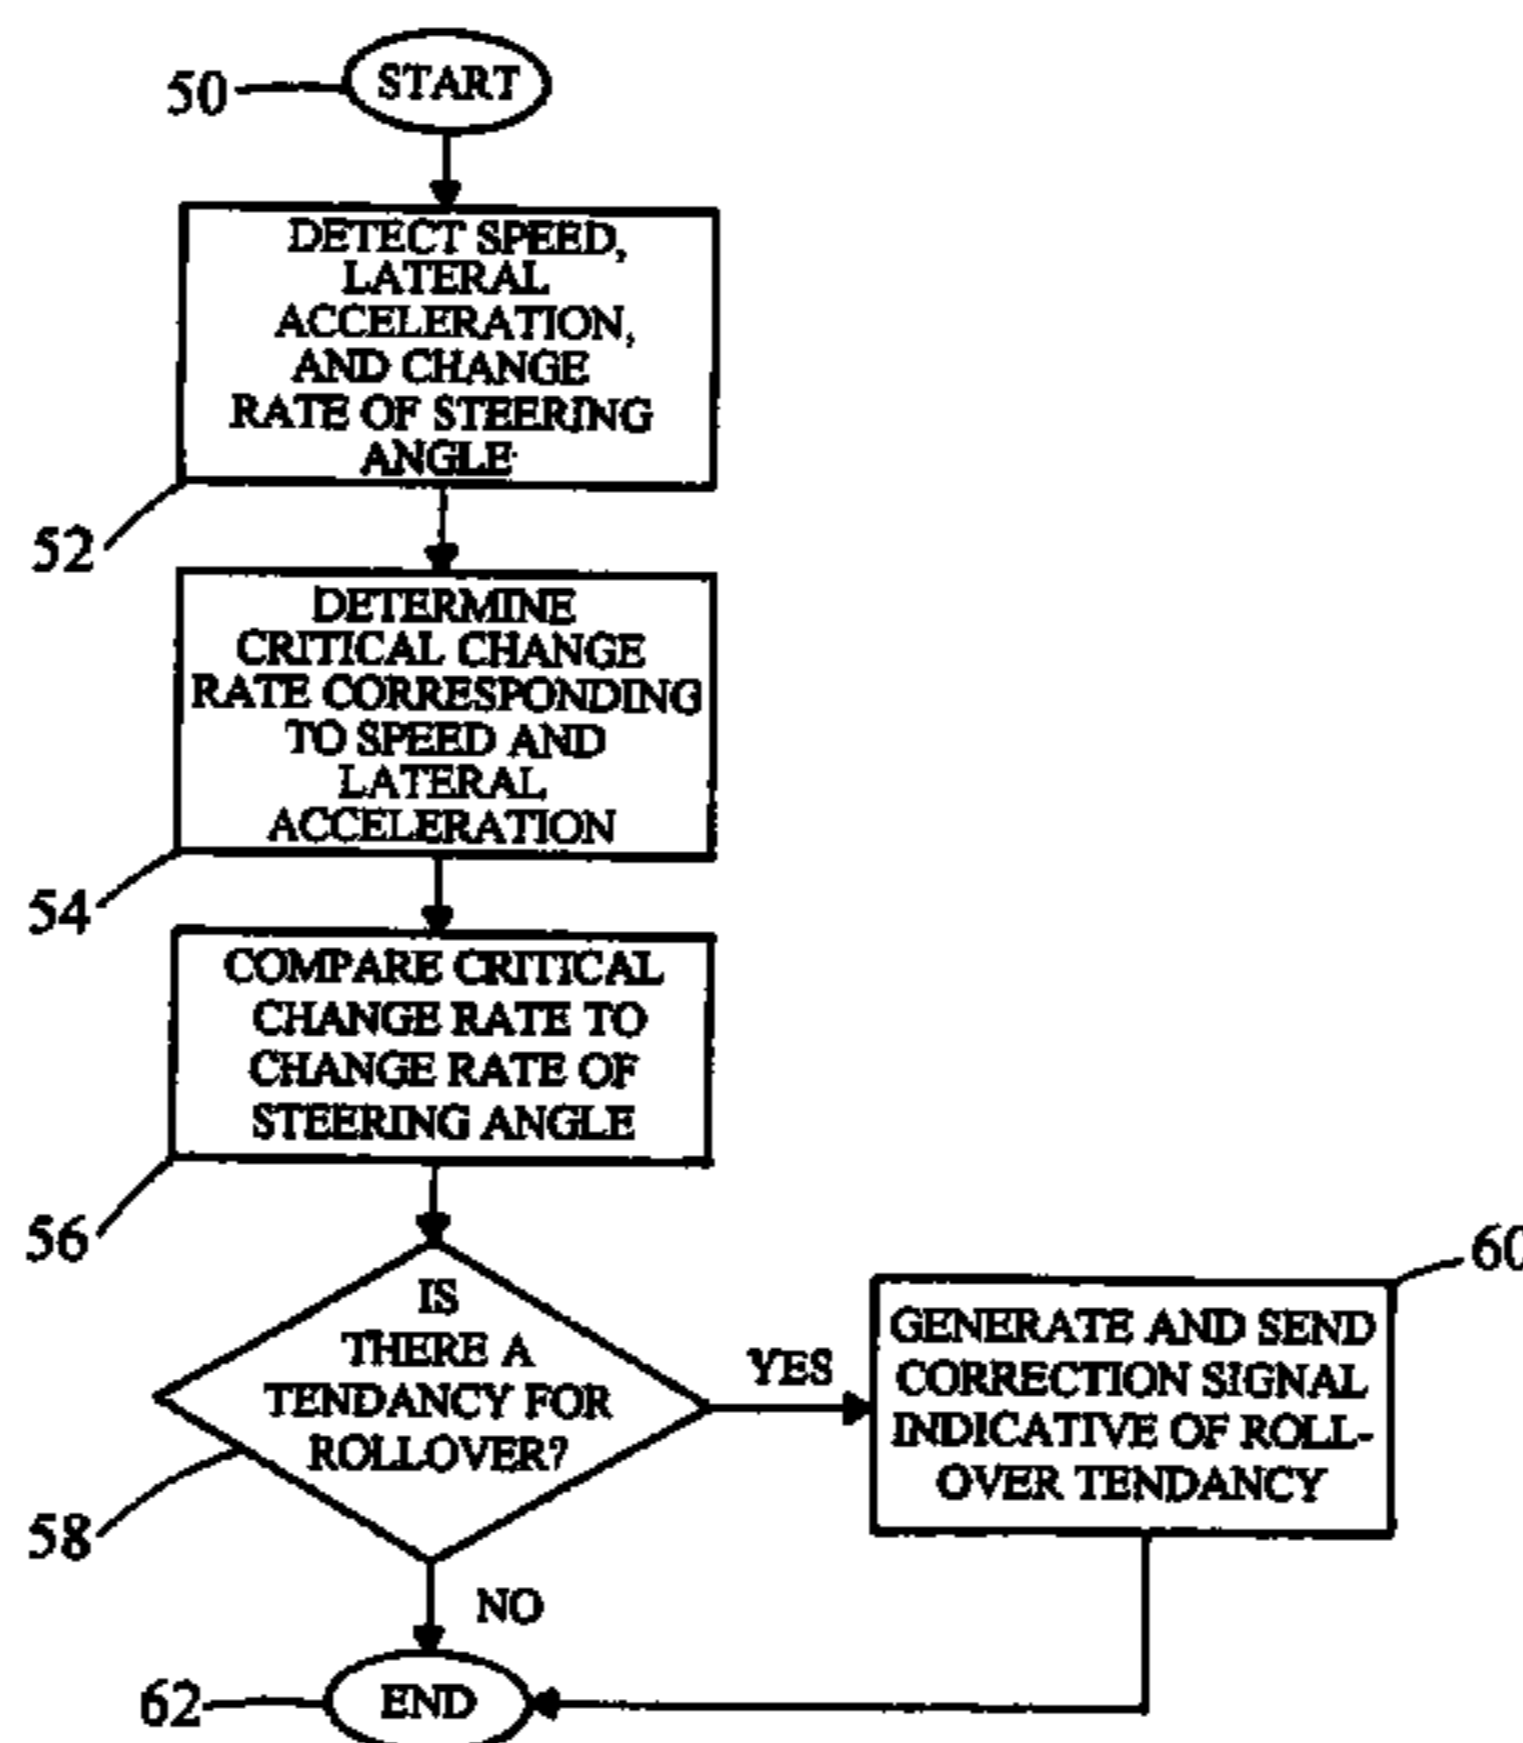 50
START
DETECT SPEED,
LATERAL
ACCELERATION,
AND CHANGE
RATE OF STEERING
ANGLE
52
DETERMINE
CRITICAL CHANGE
RATE CORRESPONDING
TO SPEED AND
LATERAL
ACCELERATION
54
COMPARE CRITICAL
CHANGE RATE TO
CHANGE RATE OF
STEERING ANGLE
56
IS
THERE A
TENDANCY FOR
ROLLOVER?
58
YES
60
GENERATE AND SEND
CORRECTION SIGNAL
INDICATIVE OF ROLL-
OVER TENDANCY
NO
62
END